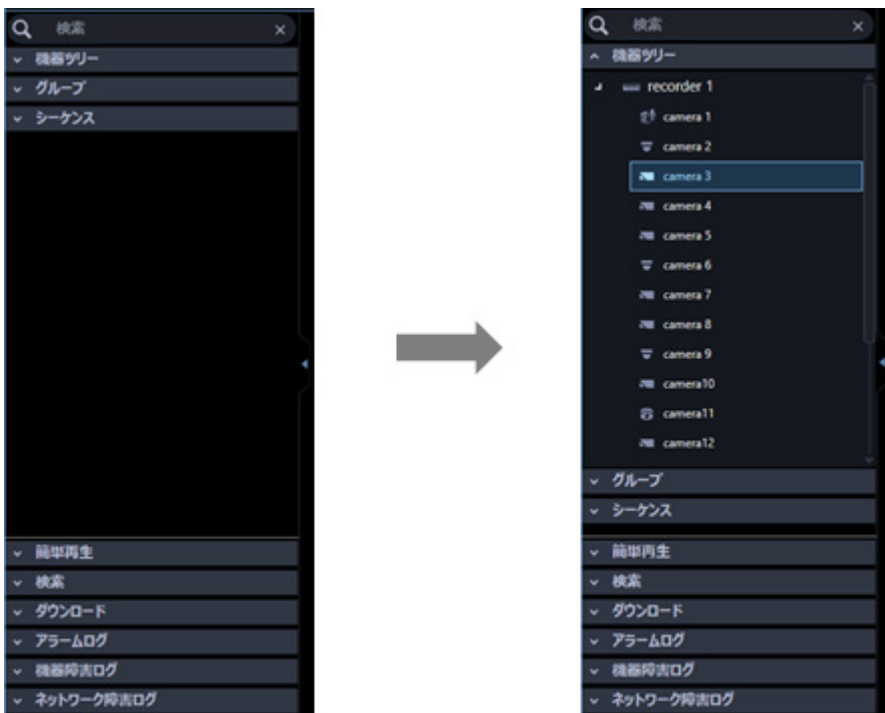 検索 ×
機器ツリー
グループ
シーケンス
簡単再生
検索
ダウンロード
アラームログ
機器障害ログ
ネットワーク障害ログ
検索 ×
機器ツリー
recorder 1
camera 1
camera 2
camera 3
camera 4
camera 5
camera 6
camera 7
camera 8
camera 9
camera10
camera11
camera12
グループ
シーケンス
簡単再生
検索
ダウンロード
アラームログ
機器障害ログ
ネットワーク障害ログ